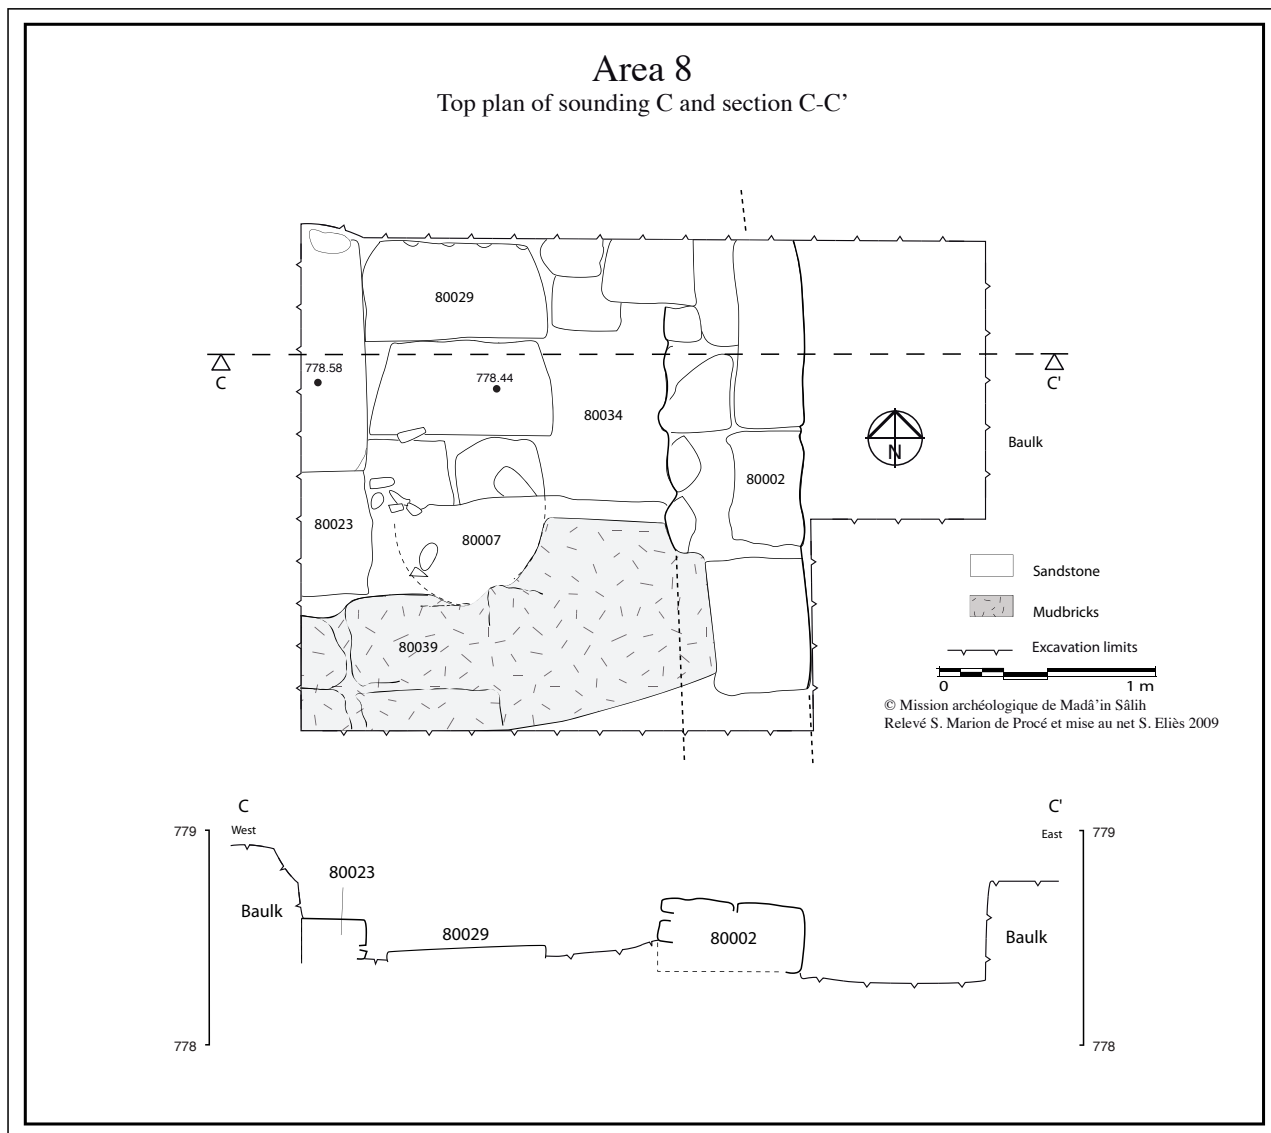 Area 8
Top plan of sounding C and section C-C’
80029
C
C'
778.58
778.44
80034
80002
Baulk
N
80023
80007
80039
Sandstone
Mudbricks
Excavation limits
0
1 m
© Mission archéologique de Madâ’in Sâlih
Relevé S. Marion de Procé et mise au net S. Eliès 2009
C
C'
779
West
East
779
80023
Baulk
80029
80002
Baulk
778
778